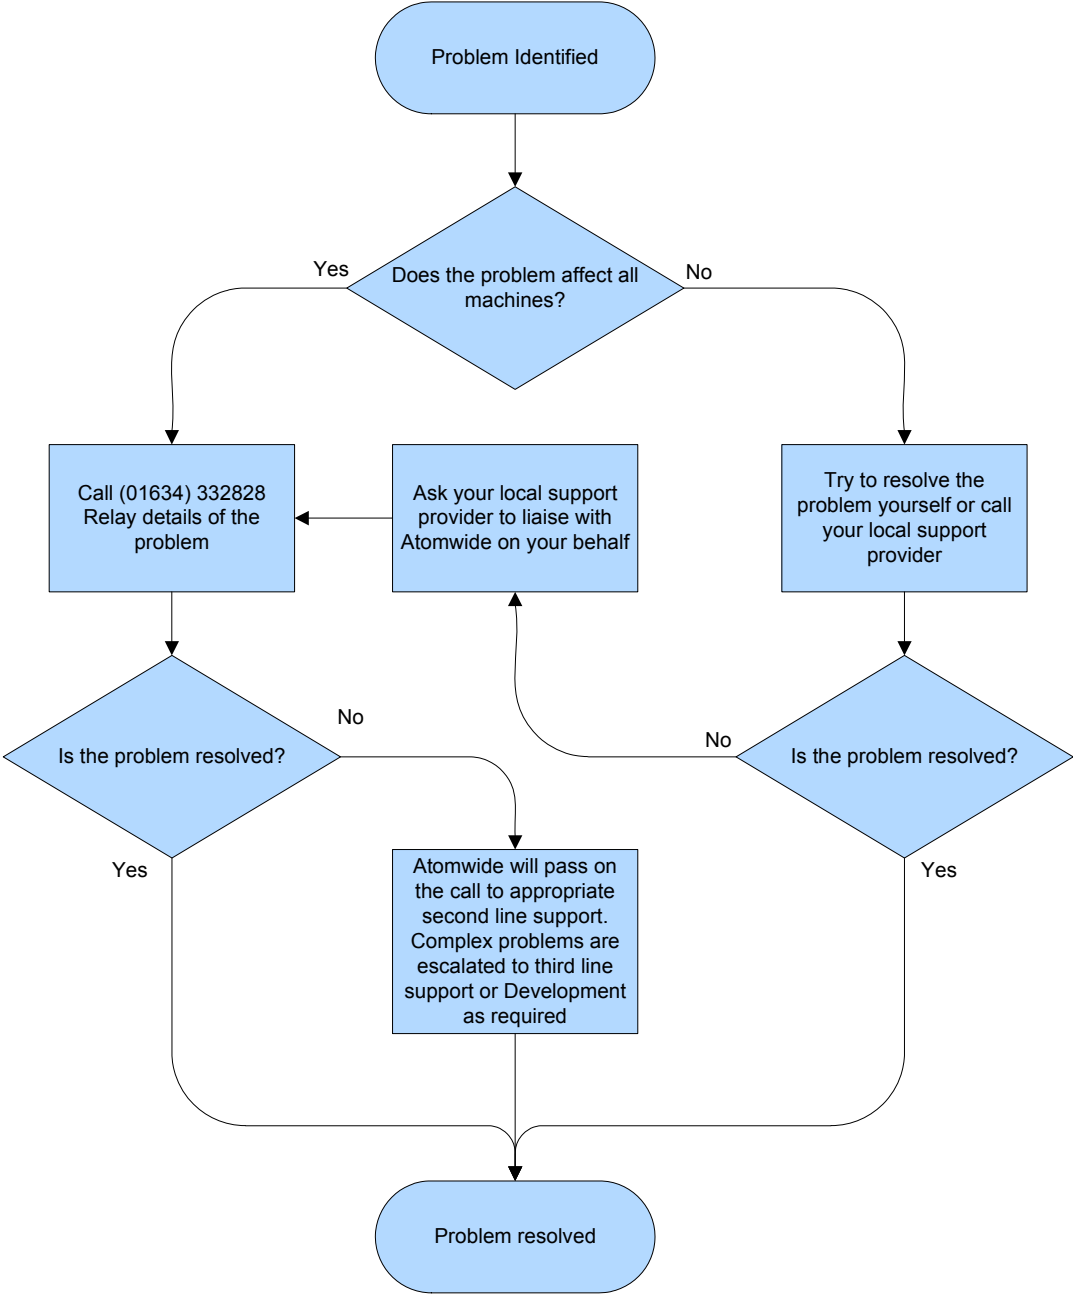 Problem Identified
Does the problem affect all
machines?
Yes
No
Call (01634) 332828
Relay details of the
problem
Ask your local support
provider to liaise with
Atomwide on your behalf
Try to resolve the
problem yourself or call
your local support
provider
Is the problem resolved?
No
Yes
Is the problem resolved?
No
Yes
Atomwide will pass on
the call to appropriate
second line support.
Complex problems are
escalated to third line
support or Development
as required
Problem resolved